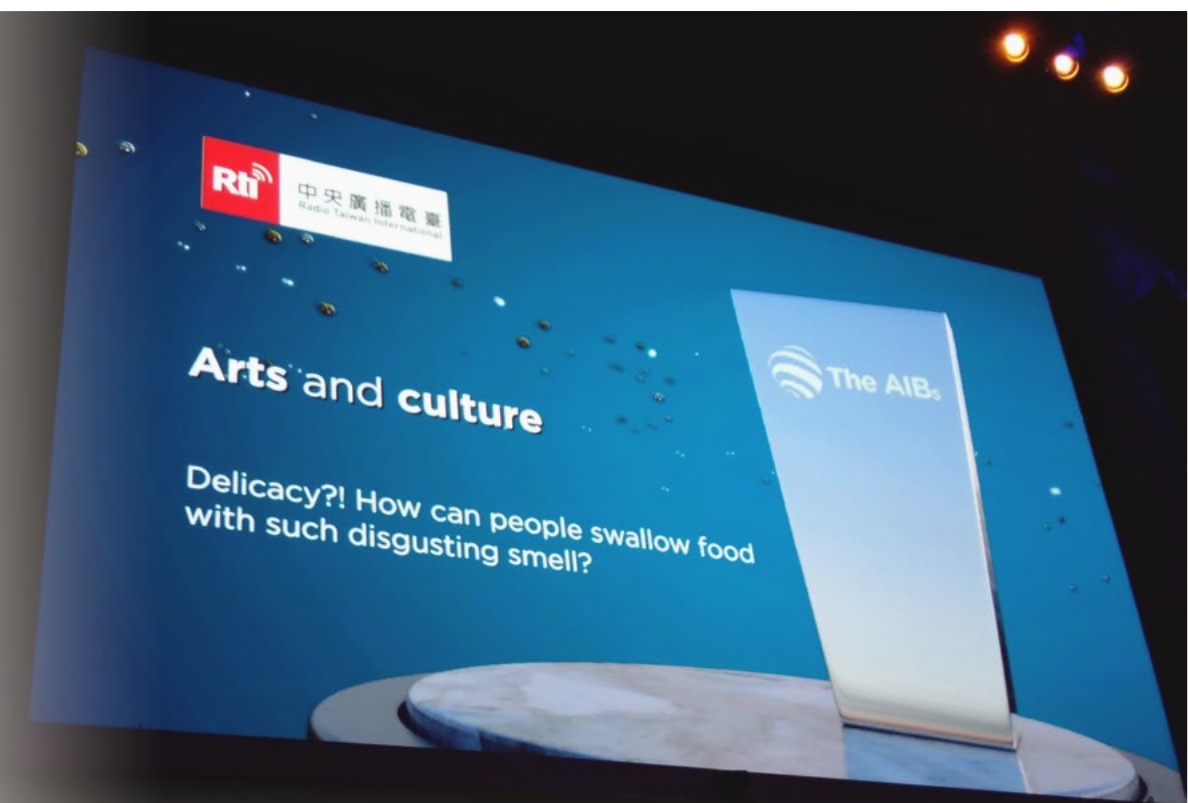 Rti
中央廣播電臺
Radio Taiwan International
Arts and culture
Delicacy?! How can people swallow food
with such disgusting smell?
The AIBs